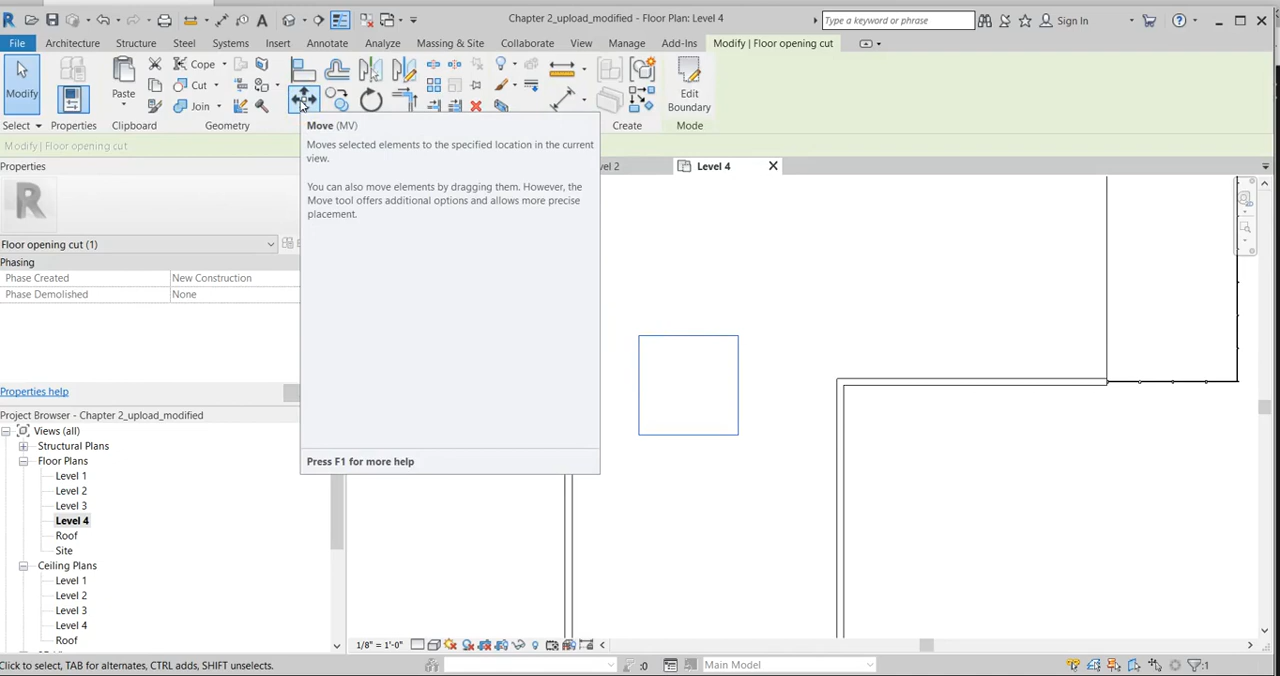 Chapter 2_upload_modified - Floor Plan: Level 4
Type a keyword or phrase
Sign In
File Architecture Structure Steel Systems Insert Annotate Analyze Massing & Site Collaborate View Manage Add-Ins Modify | Floor opening cut
Modify
Paste
Cope
Cut
Join
Edit
Boundary
Select Properties Clipboard Geometry Create Mode
Modify | Floor opening cut
Properties
R
Floor opening cut (1)
Phasing
Phase Created New Construction
Phase Demolished None
Properties help
Project Browser - Chapter 2_upload_modified
Views (all)
Structural Plans
Floor Plans
Level 1
Level 2
Level 3
Level 4
Roof
Site
Ceiling Plans
Level 1
Level 2
Level 3
Level 4
Roof
Move (MV)
Moves selected elements to the specified location in the current
view.
You can also move elements by dragging them. However, the
Move tool offers additional options and allows more precise
placement.
Press F1 for more help
Level 4
1/8" = 1'-0"
Click to select, TAB for alternates, CTRL adds, SHIFT unselects.
:0
Main Model
:1